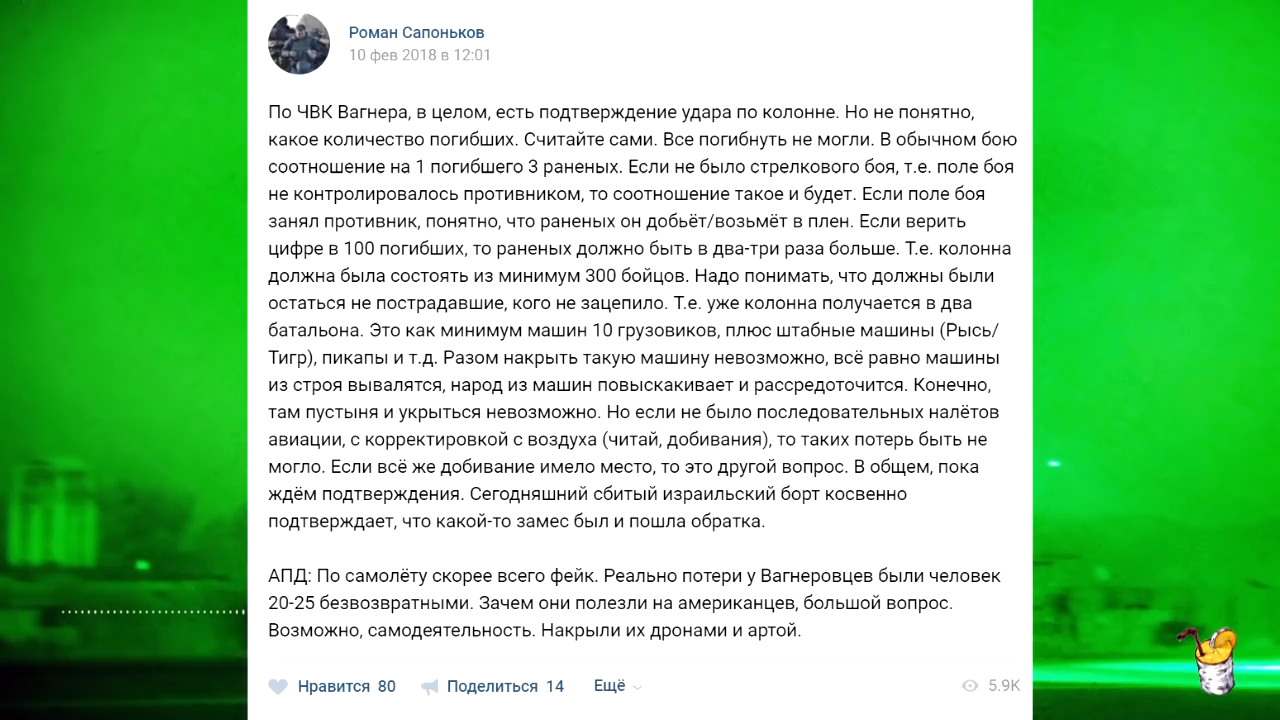 Роман Сапоньков
10 фев 2018 в 12:01
По ЧВК Вагнера, в целом, есть подтверждение удара по колонне. Но не понятно,
какое количество погибших. Считайте сами. Все погибнуть не могли. В обычном бою
соотношение на 1 погибшего 3 раненых. Если не было стрелкового боя, т.е. поле боя
не контролировалось противником, то соотношение такое и будет. Если поле боя
занял противник, понятно, что раненых он добьёт/возьмёт в плен. Если верить
цифре в 100 погибших, то раненых должно быть в два-три раза больше. Т.е. колонна
должна была состоять из минимум 300 бойцов. Надо понимать, что должны были
остаться не пострадавшие, кого не зацепило. Т.е. уже колонна получается в два
батальона. Это как минимум машин 10 грузовиков, плюс штабные машины (Рысь/
Тигр), пикапы и т.д. Разом накрыть такую машину невозможно, всё равно машины
из строя вывалятся, народ из машин повыскакивает и рассредоточится. Конечно,
там пустыня и укрыться невозможно. Но если не было последовательных налётов
авиации, с корректировкой с воздуха (читай, добивания), то таких потерь быть не
могло. Если всё же добивание имело место, то это другой вопрос. В общем, пока
ждём подтверждения. Сегодняшний сбитый израильский борт косвенно
подтверждает, что какой-то замес был и пошла обратка.
АПД: По самолёту скорее всего фейк. Реально потери у Вагнеровцев были человек
20-25 безвозвратными. Зачем они полезли на американцев, большой вопрос.
Возможно, самодеятельность. Накрыли их дронами и артой.
Нравится 80 Поделиться 14 Ещё 5.9K